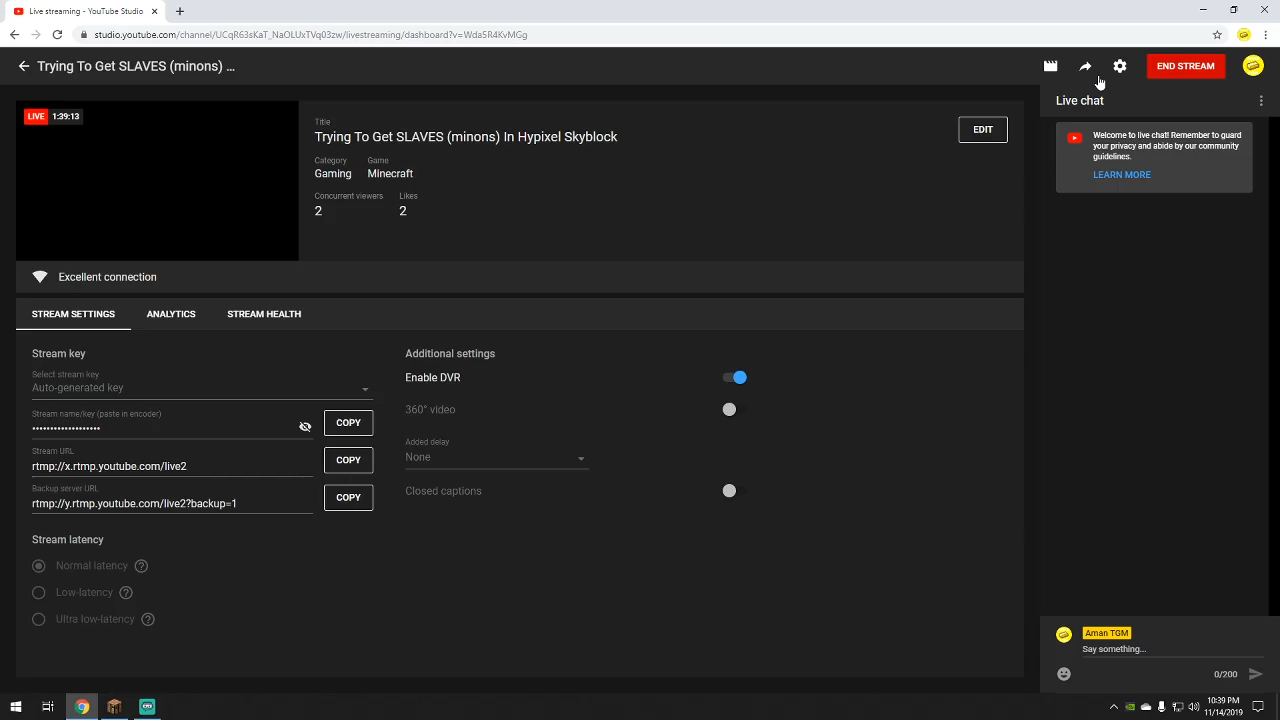 Live streaming - YouTube Studio
studio.youtube.com/channel/UCqR63sKaT_NaOLUxTVq03zw/livestreaming/dashboard?v=Wda5R4KvMGg
Trying To Get SLAVES (minons) ...
END STREAM
LIVE 1:39:13
Title
Trying To Get SLAVES (minons) In Hypixel Skyblock
EDIT
Category Game
Gaming Minecraft
Concurrent viewers Likes
2 2
Excellent connection
STREAM SETTINGS ANALYTICS STREAM HEALTH
Stream key
Select stream key
Auto-generated key
Stream name/key (paste in encoder)
••••••••••••••••••• COPY
Stream URL
rtmp://x.rtmp.youtube.com/live2 COPY
Backup server URL
rtmp://y.rtmp.youtube.com/live2?backup=1 COPY
Stream latency
Normal latency
Low-latency
Ultra low-latency
Additional settings
Enable DVR
360° video
Added delay
None
Closed captions
Live chat
Welcome to live chat! Remember to guard
your privacy and abide by our community
guidelines.
LEARN MORE
Aman TGM
Say something...
0/200
10:39 PM
11/14/2019